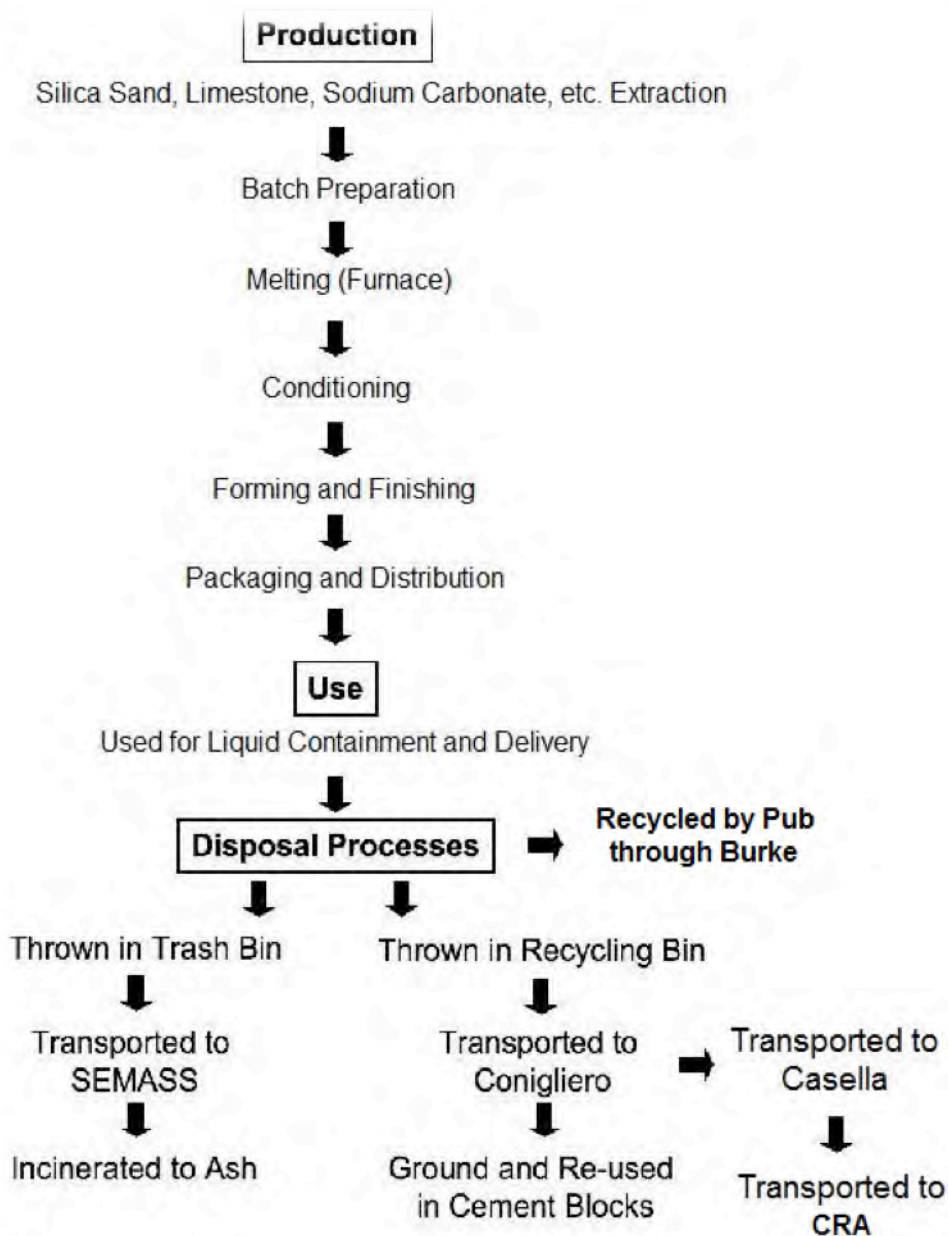 Production
Silica Sand, Limestone, Sodium Carbonate, etc. Extraction
Batch Preparation
Melting (Furnace)
Conditioning
Forming and Finishing
Packaging and Distribution
Use
Used for Liquid Containment and Delivery
Disposal Processes
Recycled by Pub
through Burke
Thrown in Trash Bin
Thrown in Recycling Bin
Transported to
SEMASS
Transported to
Conigliero
Transported to
Casella
Incinerated to Ash
Ground and Re-used
in Cement Blocks
Transported to
CRA